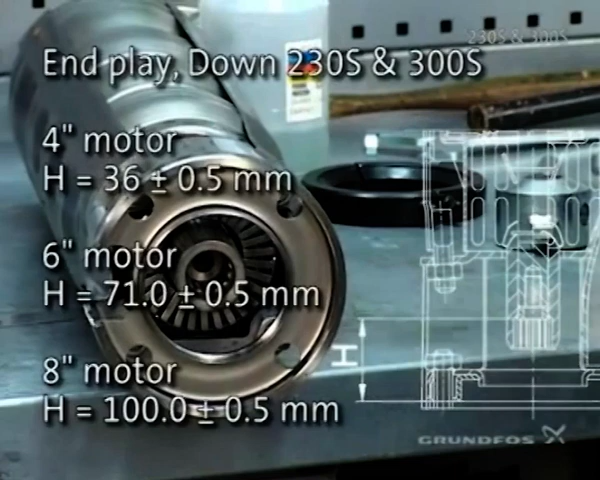 230S & 300S
End play, Down 230S & 300S
4" motor
H = 36 ± 0.5 mm
6" motor
H = 71.0 ± 0.5 mm
8" motor
H = 100.0 ± 0.5 mm
H
GRUNDFOS